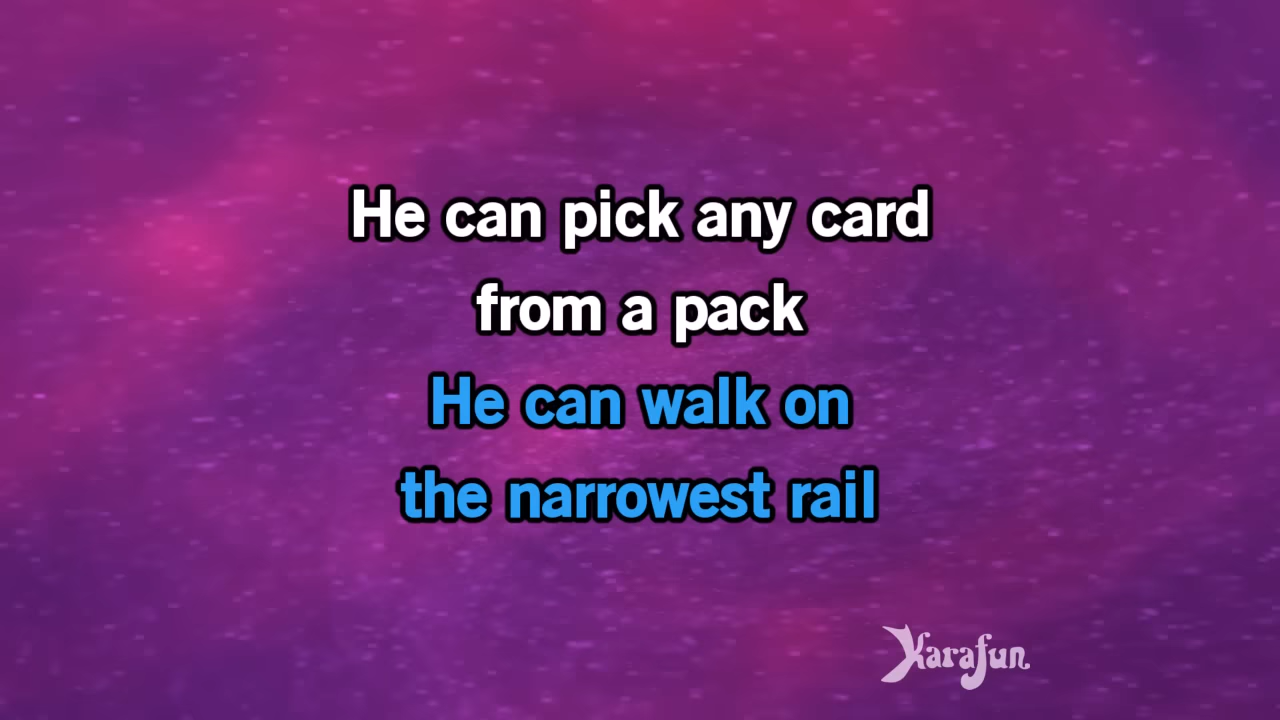 He can pick any card
from a pack
He can walk on
the narrowest rail
Karafun